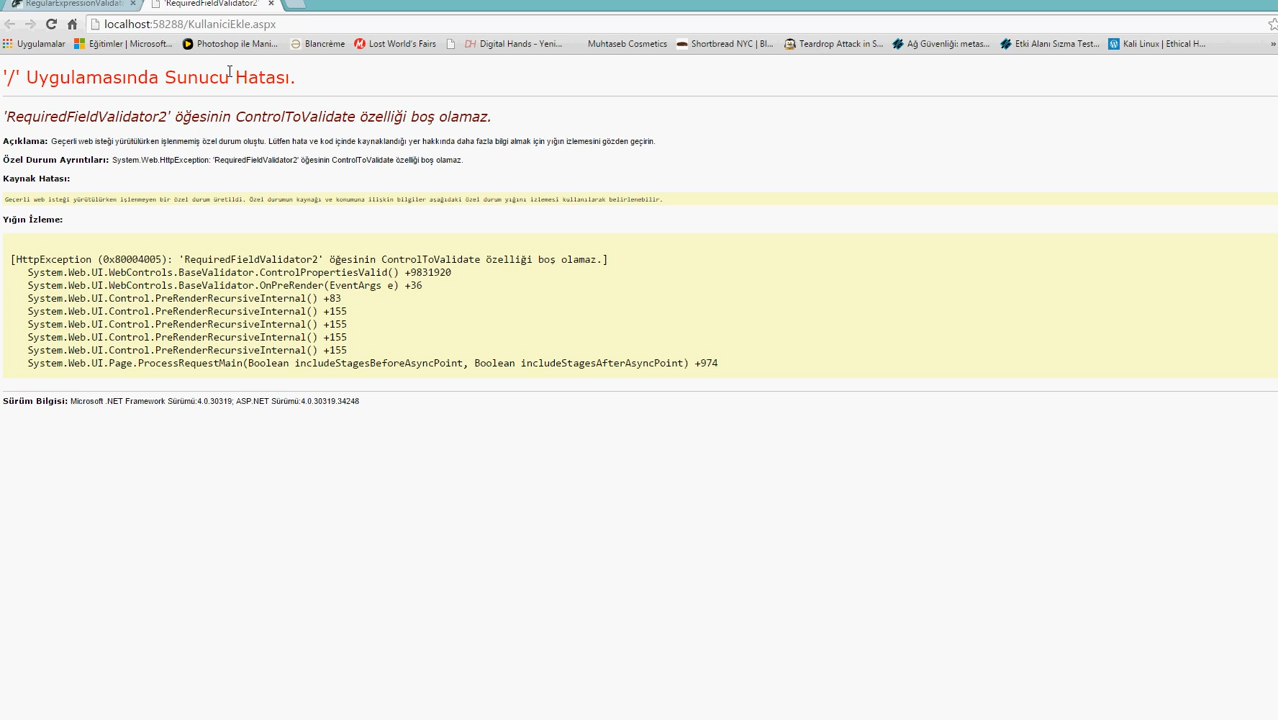 RegularExpressionValidat
'RequiredFieldValidator2'
localhost:58288/KullaniciEkle.aspx
Uygulamalar
Eğitimler | Microsoft...
Photoshop ile Mani...
Blancrème
Lost World's Fairs
Digital Hands - Yeni...
Muhtaseb Cosmetics
Shortbread NYC | Bl...
Teardrop Attack in S...
Ağ Güvenliği: metas...
Etki Alanı Sızma Test...
Kali Linux | Ethical H...
»
'/' Uygulamasında Sunucu Hatası.
'RequiredFieldValidator2' öğesinin ControlToValidate özelliği boş olamaz.
Açıklama: Geçerli web isteği yürütülürken işlenmemiş özel durum oluştu. Lütfen hata ve kod içinde kaynaklandığı yer hakkında daha fazla bilgi almak için yığın izlemesini gözden geçirin.
Özel Durum Ayrıntıları: System.Web.HttpException: 'RequiredFieldValidator2' öğesinin ControlToValidate özelliği boş olamaz.
Kaynak Hatası:
Geçerli web isteği yürütülürken işlenmeyen bir özel durum üretildi. Özel durumun kaynağı ve konumuna ilişkin bilgiler aşağıdaki özel durum yığını izlemesi kullanılarak belirlenebilir.
Yığın İzleme:
[HttpException (0x80004005): 'RequiredFieldValidator2' öğesinin ControlToValidate özelliği boş olamaz.]
System.Web.UI.WebControls.BaseValidator.ControlPropertiesValid() +9831920
System.Web.UI.WebControls.BaseValidator.OnPreRender(EventArgs e) +36
System.Web.UI.Control.PreRenderRecursiveInternal() +83
System.Web.UI.Control.PreRenderRecursiveInternal() +155
System.Web.UI.Control.PreRenderRecursiveInternal() +155
System.Web.UI.Control.PreRenderRecursiveInternal() +155
System.Web.UI.Control.PreRenderRecursiveInternal() +155
System.Web.UI.Page.ProcessRequestMain(Boolean includeStagesBeforeAsyncPoint, Boolean includeStagesAfterAsyncPoint) +974
Sürüm Bilgisi: Microsoft .NET Framework Sürümü:4.0.30319; ASP.NET Sürümü:4.0.30319.34248